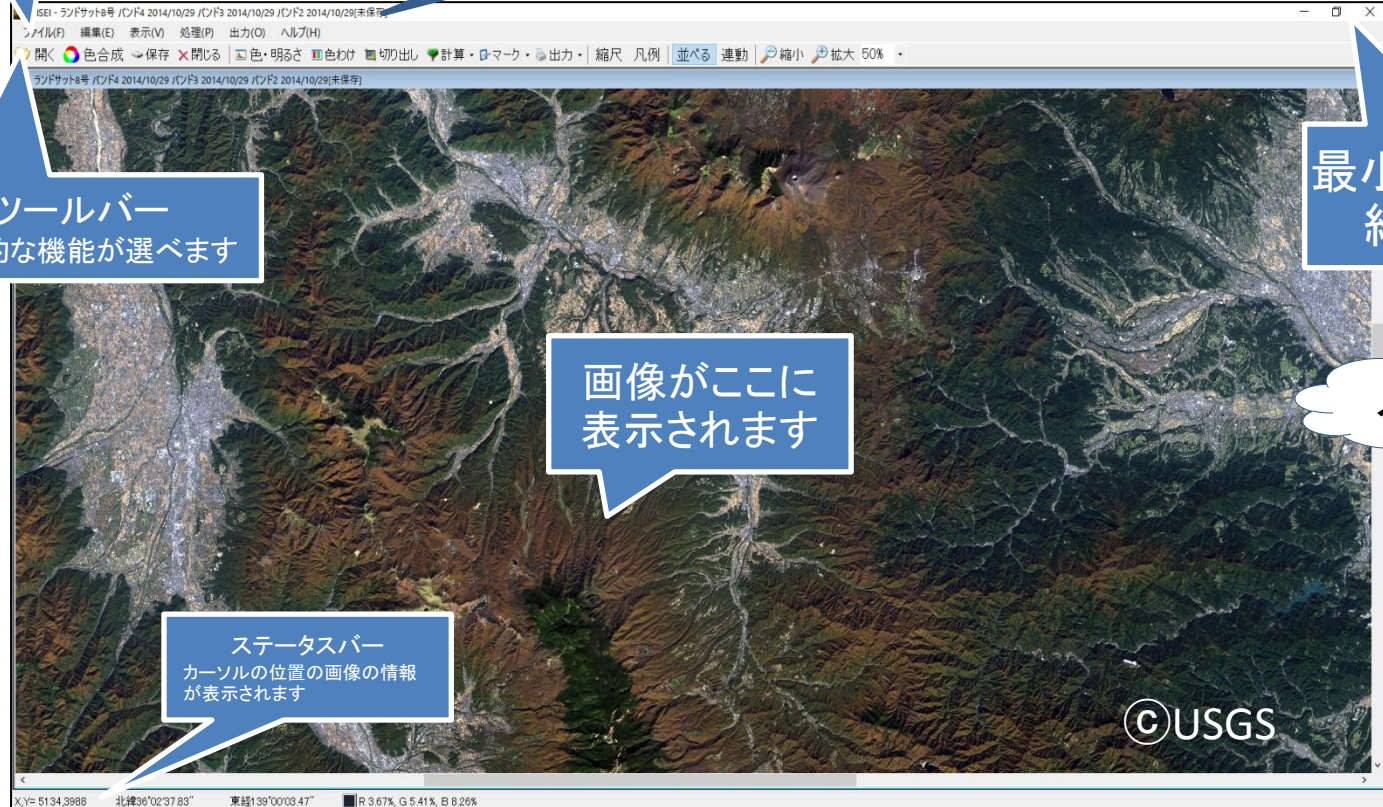 ISEI - ランドサット8号 バンド4 2014/10/29 バンド3 2014/10/29 バンド2 2014/10/29[未保存]
ファイル(F) 編集(E) 表示(V) 処理(P) 出力(O) ヘルプ(H)
開く 色合成 保存 閉じる 色・明るさ 色わけ 切り出し 計算 マーク 出力 縮尺 凡例 並べる 連動 縮小 拡大 50%
ランドサット8号 バンド4 2014/10/29 バンド3 2014/10/29 バンド2 2014/10/29[未保存]
最小
ツールバー
的な機能が選べます
画像がここに
表示されます
ステータスバー
カーソルの位置の画像の情報
が表示されます
©USGS
X,Y= 5134,3988 北緯36°02'37.83" 東経139°00'03.47" R 3.67%, G 5.41%, B 8.26%